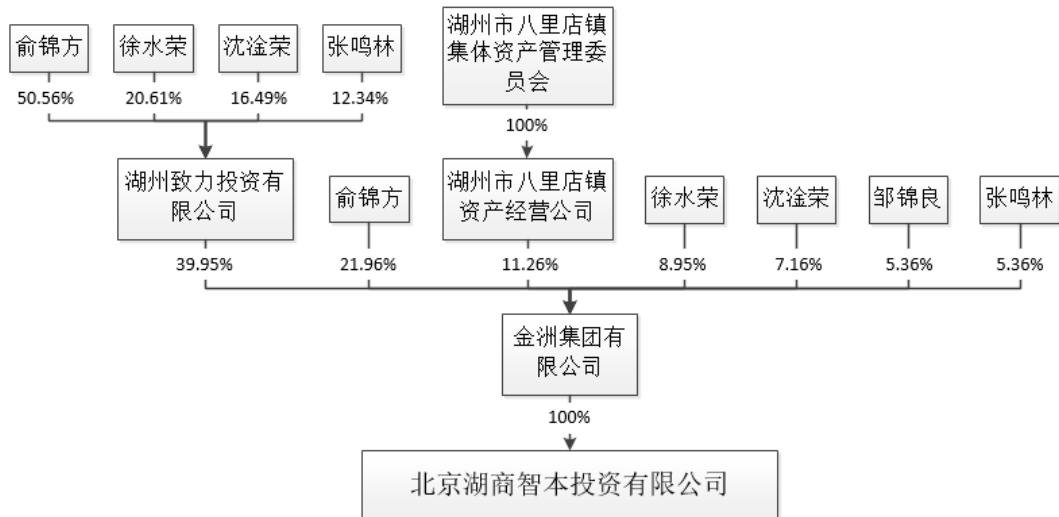 俞锦方
徐水荣
沈淦荣
张鸣林
湖州市八里店镇
集体资产管理委
员会
50.56%
20.61%
16.49%
12.34%
100%
湖州致力投资有
限公司
俞锦方
湖州市八里店镇
资产经营公司
徐水荣
沈淦荣
邹锦良
张鸣林
39.95%
21.96%
11.26%
8.95%
7.16%
5.36%
5.36%
金洲集团有
限公司
100%
北京湖商智本投资有限公司